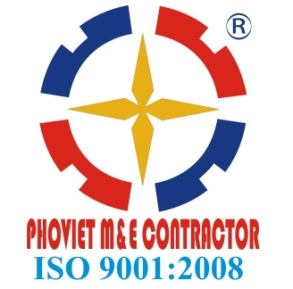 ®
PHOVIET M&E CONTRACTOR
ISO 9001:2008